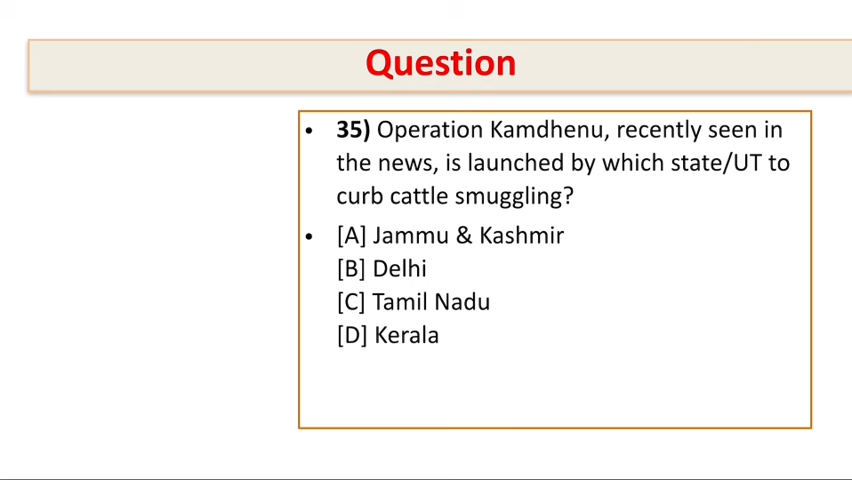 Question
• 35) Operation Kamdhenu, recently seen in
the news, is launched by which state/UT to
curb cattle smuggling?
• [A] Jammu & Kashmir
[B] Delhi
[C] Tamil Nadu
[D] Kerala